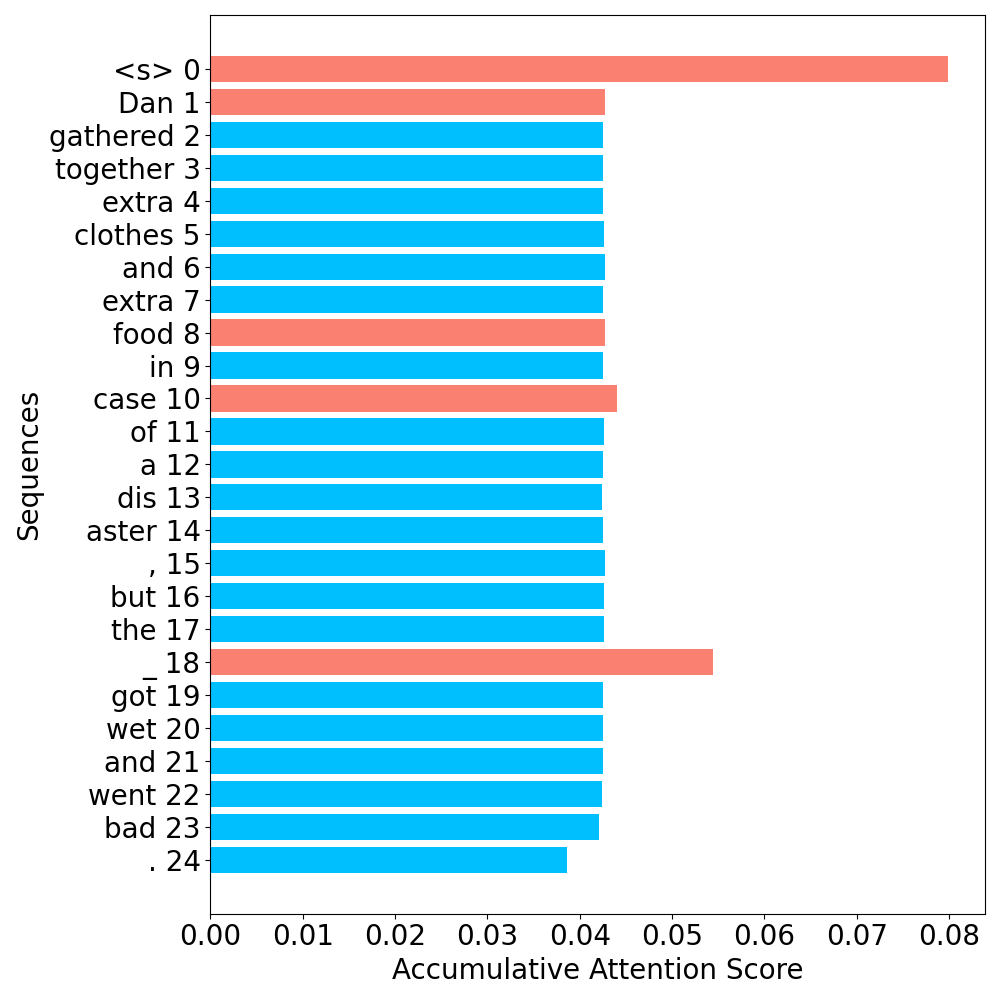 <s> 0
Dan 1
gathered 2
together 3
extra 4
clothes 5
and 6
extra 7
food 8
in 9
case 10
of 11
a 12
dis 13
aster 14
, 15
but 16
the 17
_ 18
got 19
wet 20
and 21
went 22
bad 23
. 24
Sequences
0.00 0.01 0.02 0.03 0.04 0.05 0.06 0.07 0.08
Accumulative Attention Score